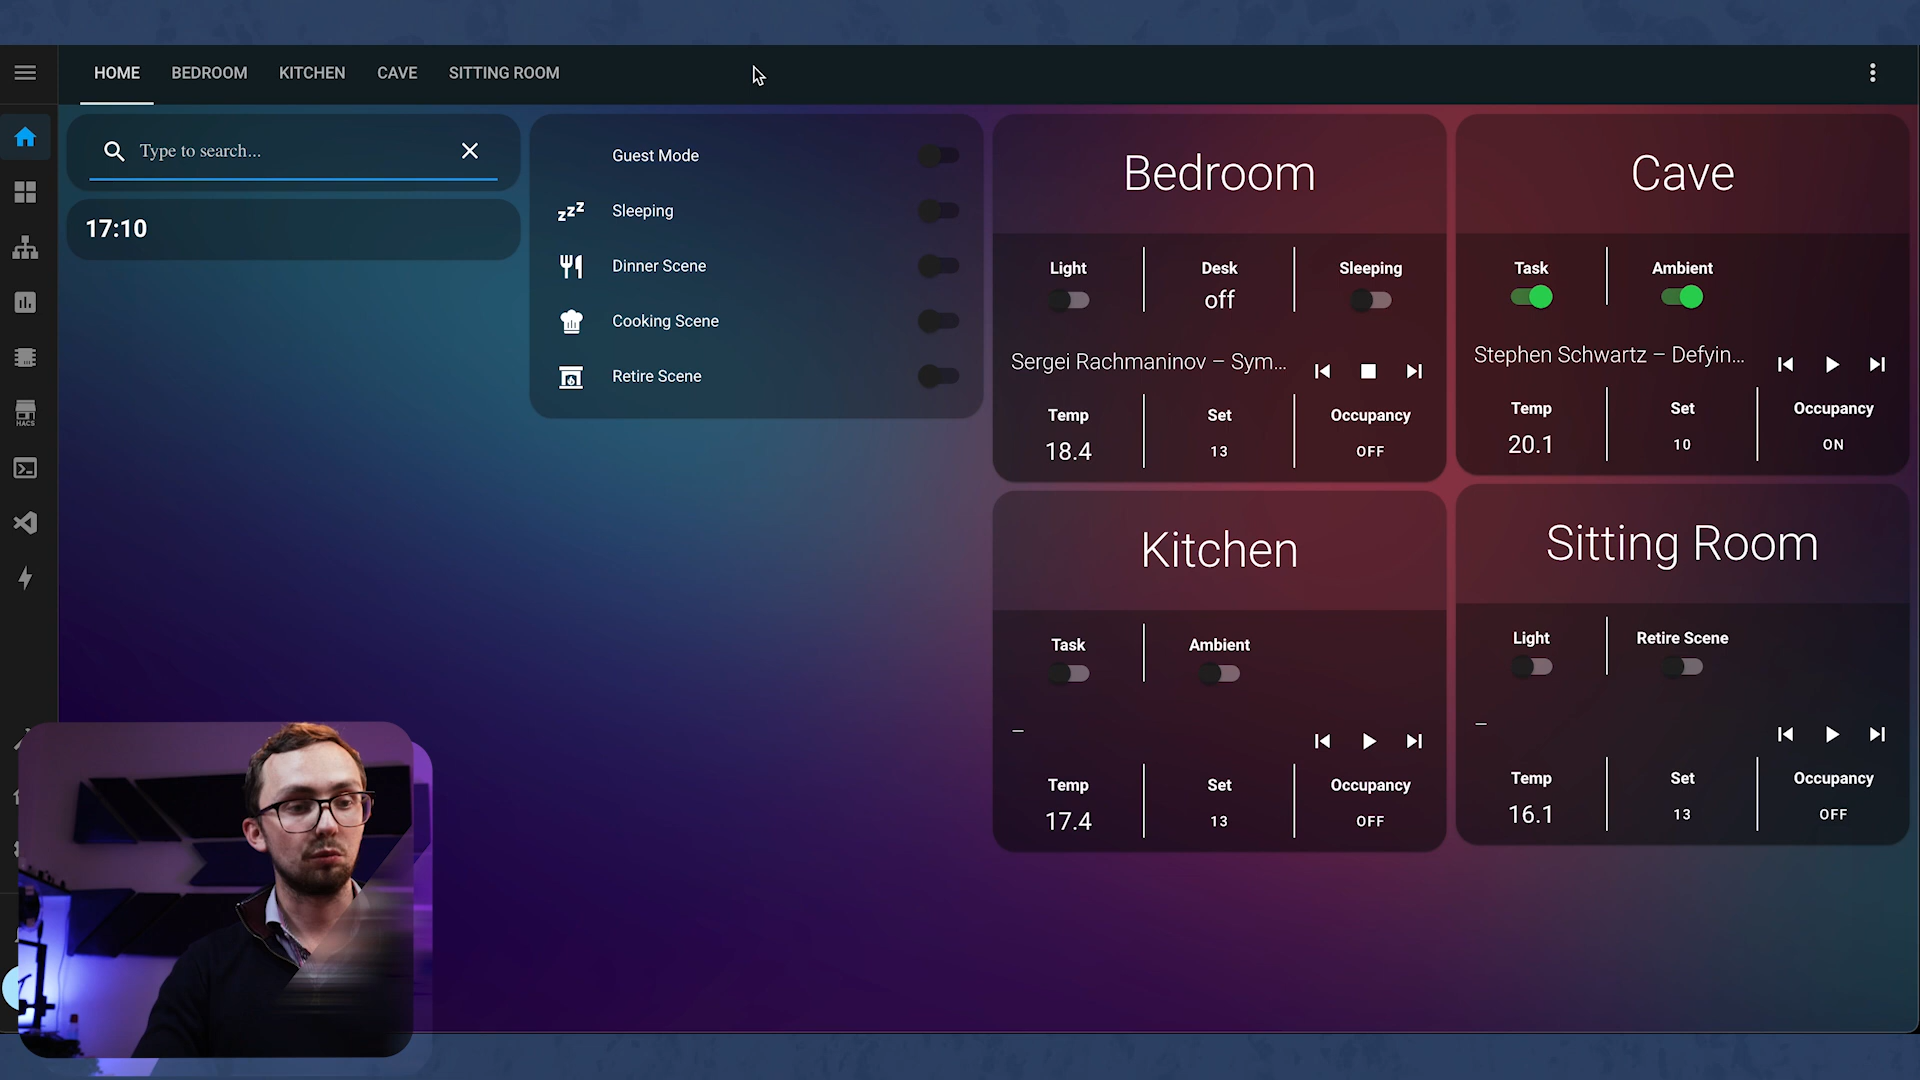 HOME BEDROOM KITCHEN CAVE SITTING ROOM
Type to search...
17:10
HACS
Guest Mode
Sleeping
Dinner Scene
Cooking Scene
Retire Scene
Bedroom
Light Desk Sleeping
off
Sergei Rachmaninov – Sym...
Temp Set Occupancy
18.4 13 OFF
Cave
Task Ambient
Stephen Schwartz – Defyin...
Temp Set Occupancy
20.1 10 ON
Kitchen
Task Ambient
–
Temp Set Occupancy
17.4 13 OFF
Sitting Room
Light Retire Scene
–
Temp Set Occupancy
16.1 13 OFF